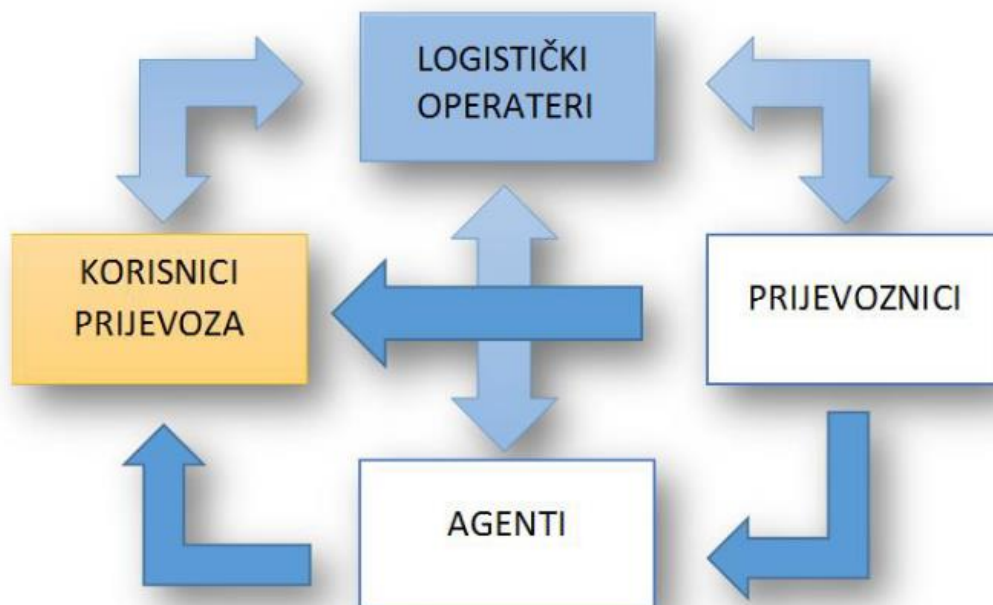 LOGISTIČKI
OPERATERI
KORISNICI
PRIJEVOZA
PRIJEVOZNICI
AGENTI